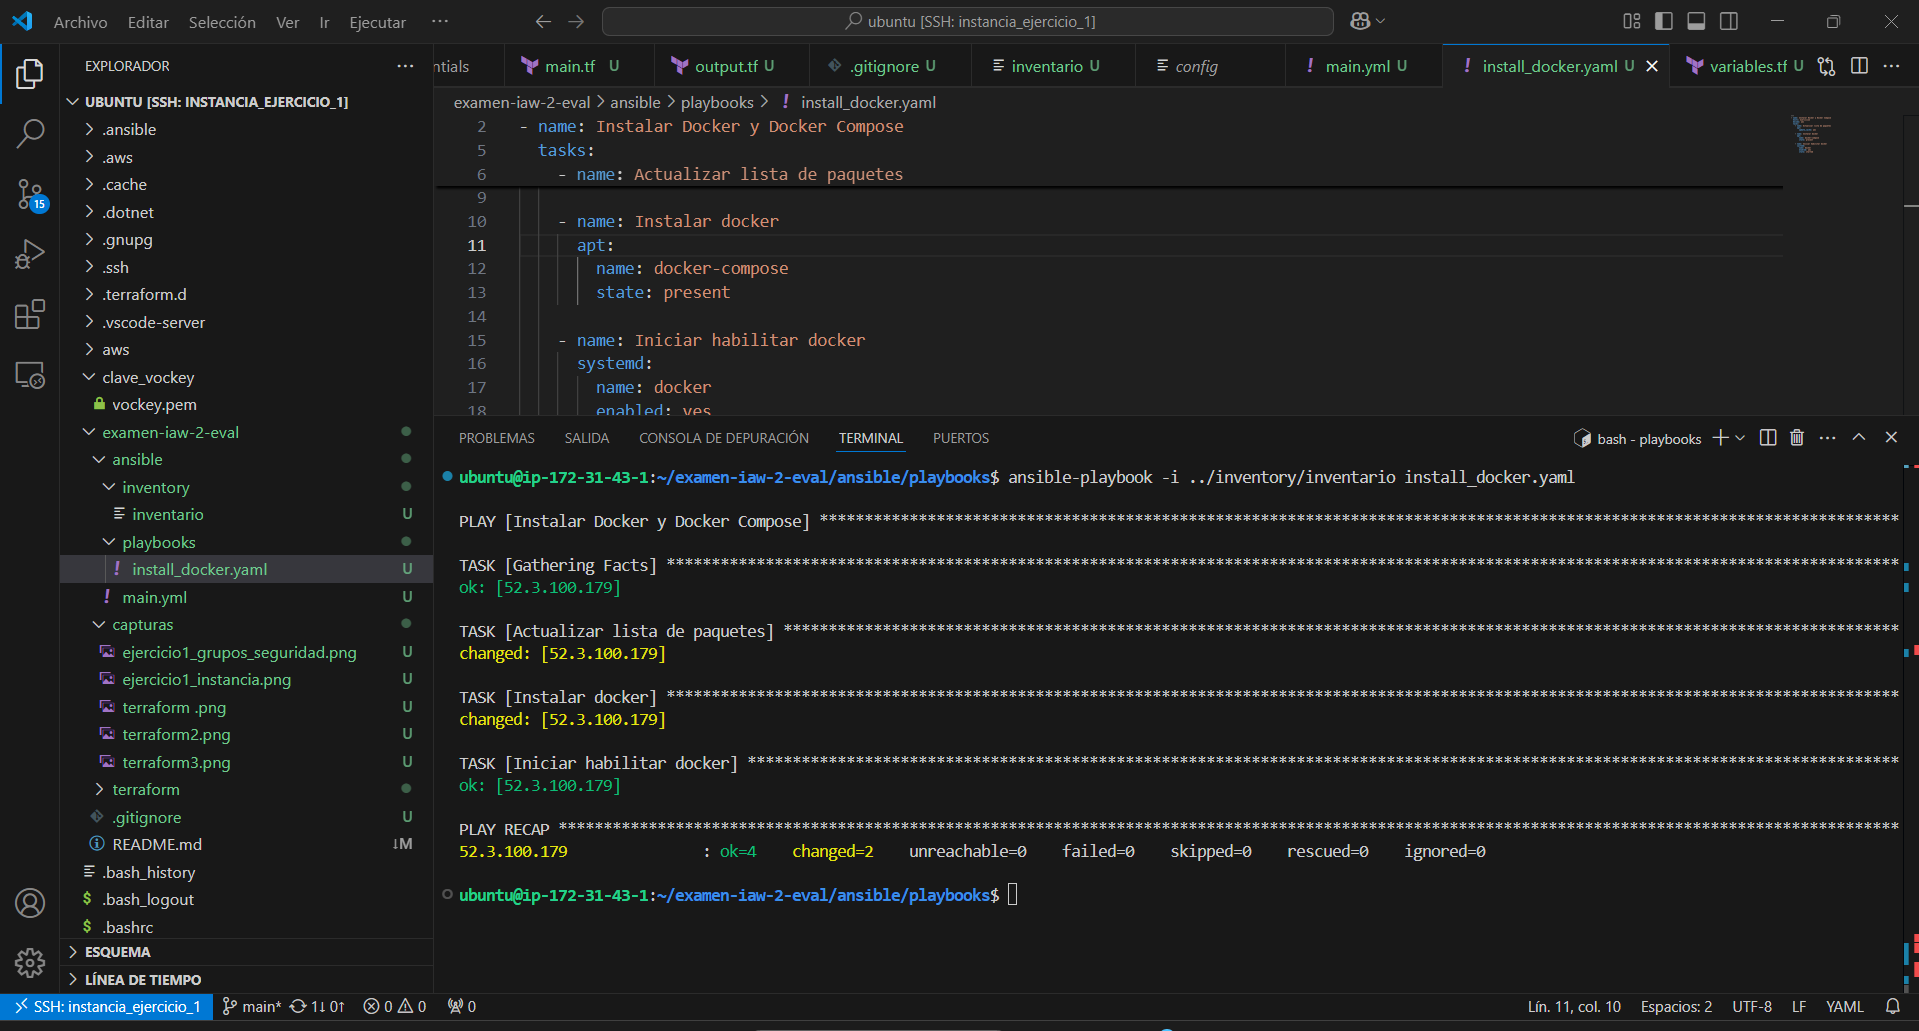 Archivo Editar Selección Ver Ir Ejecutar ··· ubuntu [SSH: instancia_ejercicio_1]
EXPLORADOR ···
UBUNTU [SSH: INSTANCIA_EJERCICIO_1]
.ansible
.aws
.cache
.dotnet
.gnupg
.ssh
.terraform.d
.vscode-server
aws
clave_vockey
vockey.pem
examen-iaw-2-eval
ansible
inventory
inventario U
playbooks
install_docker.yaml U
main.yml U
capturas
ejercicio1_grupos_seguridad.png U
ejercicio1_instancia.png U
terraform .png U
terraform2.png U
terraform3.png U
terraform
.gitignore U
README.md ↓M
.bash_history
.bash_logout
.bashrc
ESQUEMA
LÍNEA DE TIEMPO
15
ntials main.tf U output.tf U .gitignore U inventario U config main.yml U install_docker.yaml U variables.tf U ···
examen-iaw-2-eval > ansible > playbooks > ! install_docker.yaml
2 - name: Instalar Docker y Docker Compose
5 tasks:
6 - name: Actualizar lista de paquetes
9
10 - name: Instalar docker
11 apt:
12 name: docker-compose
13 state: present
14
15 - name: Iniciar habilitar docker
16 systemd:
17 name: docker
18 enabled: yes
PROBLEMAS SALIDA CONSOLA DE DEPURACIÓN TERMINAL PUERTOS bash - playbooks ···
ubuntu@ip-172-31-43-1:~/examen-iaw-2-eval/ansible/playbooks$ ansible-playbook -i ../inventory/inventario install_docker.yaml
PLAY [Instalar Docker y Docker Compose] ************************************************************************************************************************
TASK [Gathering Facts] *****************************************************************************************************************************************
ok: [52.3.100.179]
TASK [Actualizar lista de paquetes] ****************************************************************************************************************************
changed: [52.3.100.179]
TASK [Instalar docker] *****************************************************************************************************************************************
changed: [52.3.100.179]
TASK [Iniciar habilitar docker] ********************************************************************************************************************************
ok: [52.3.100.179]
PLAY RECAP *****************************************************************************************************************************************************
52.3.100.179 : ok=4 changed=2 unreachable=0 failed=0 skipped=0 rescued=0 ignored=0
ubuntu@ip-172-31-43-1:~/examen-iaw-2-eval/ansible/playbooks$
SSH: instancia_ejercicio_1 main* 1↓ 0↑ 0 0 0 Lín. 11, col. 10 Espacios: 2 UTF-8 LF YAML